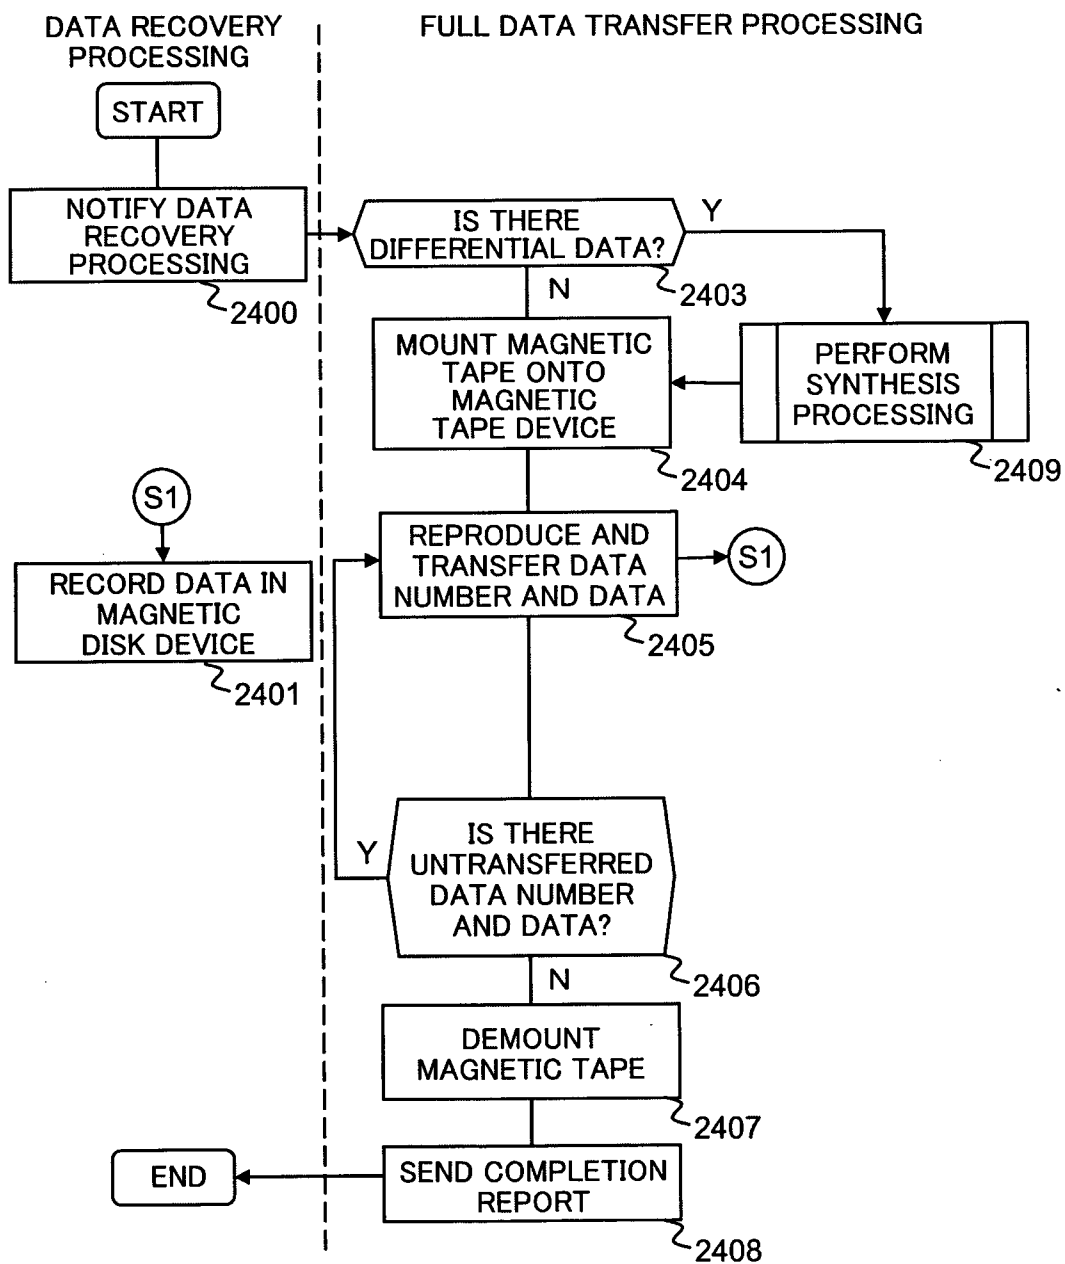 DATA RECOVERY
PROCESSING
FULL DATA TRANSFER PROCESSING
START
NOTIFY DATA
RECOVERY
PROCESSING
2400
IS THERE
DIFFERENTIAL DATA?
Y
N
2403
MOUNT MAGNETIC
TAPE ONTO
MAGNETIC
TAPE DEVICE
2404
PERFORM
SYNTHESIS
PROCESSING
2409
S1
RECORD DATA IN
MAGNETIC
DISK DEVICE
2401
REPRODUCE AND
TRANSFER DATA
NUMBER AND DATA
2405
S1
IS THERE
UNTRANSFERRED
DATA NUMBER
AND DATA?
Y
N
2406
DEMOUNT
MAGNETIC TAPE
2407
SEND COMPLETION
REPORT
2408
END